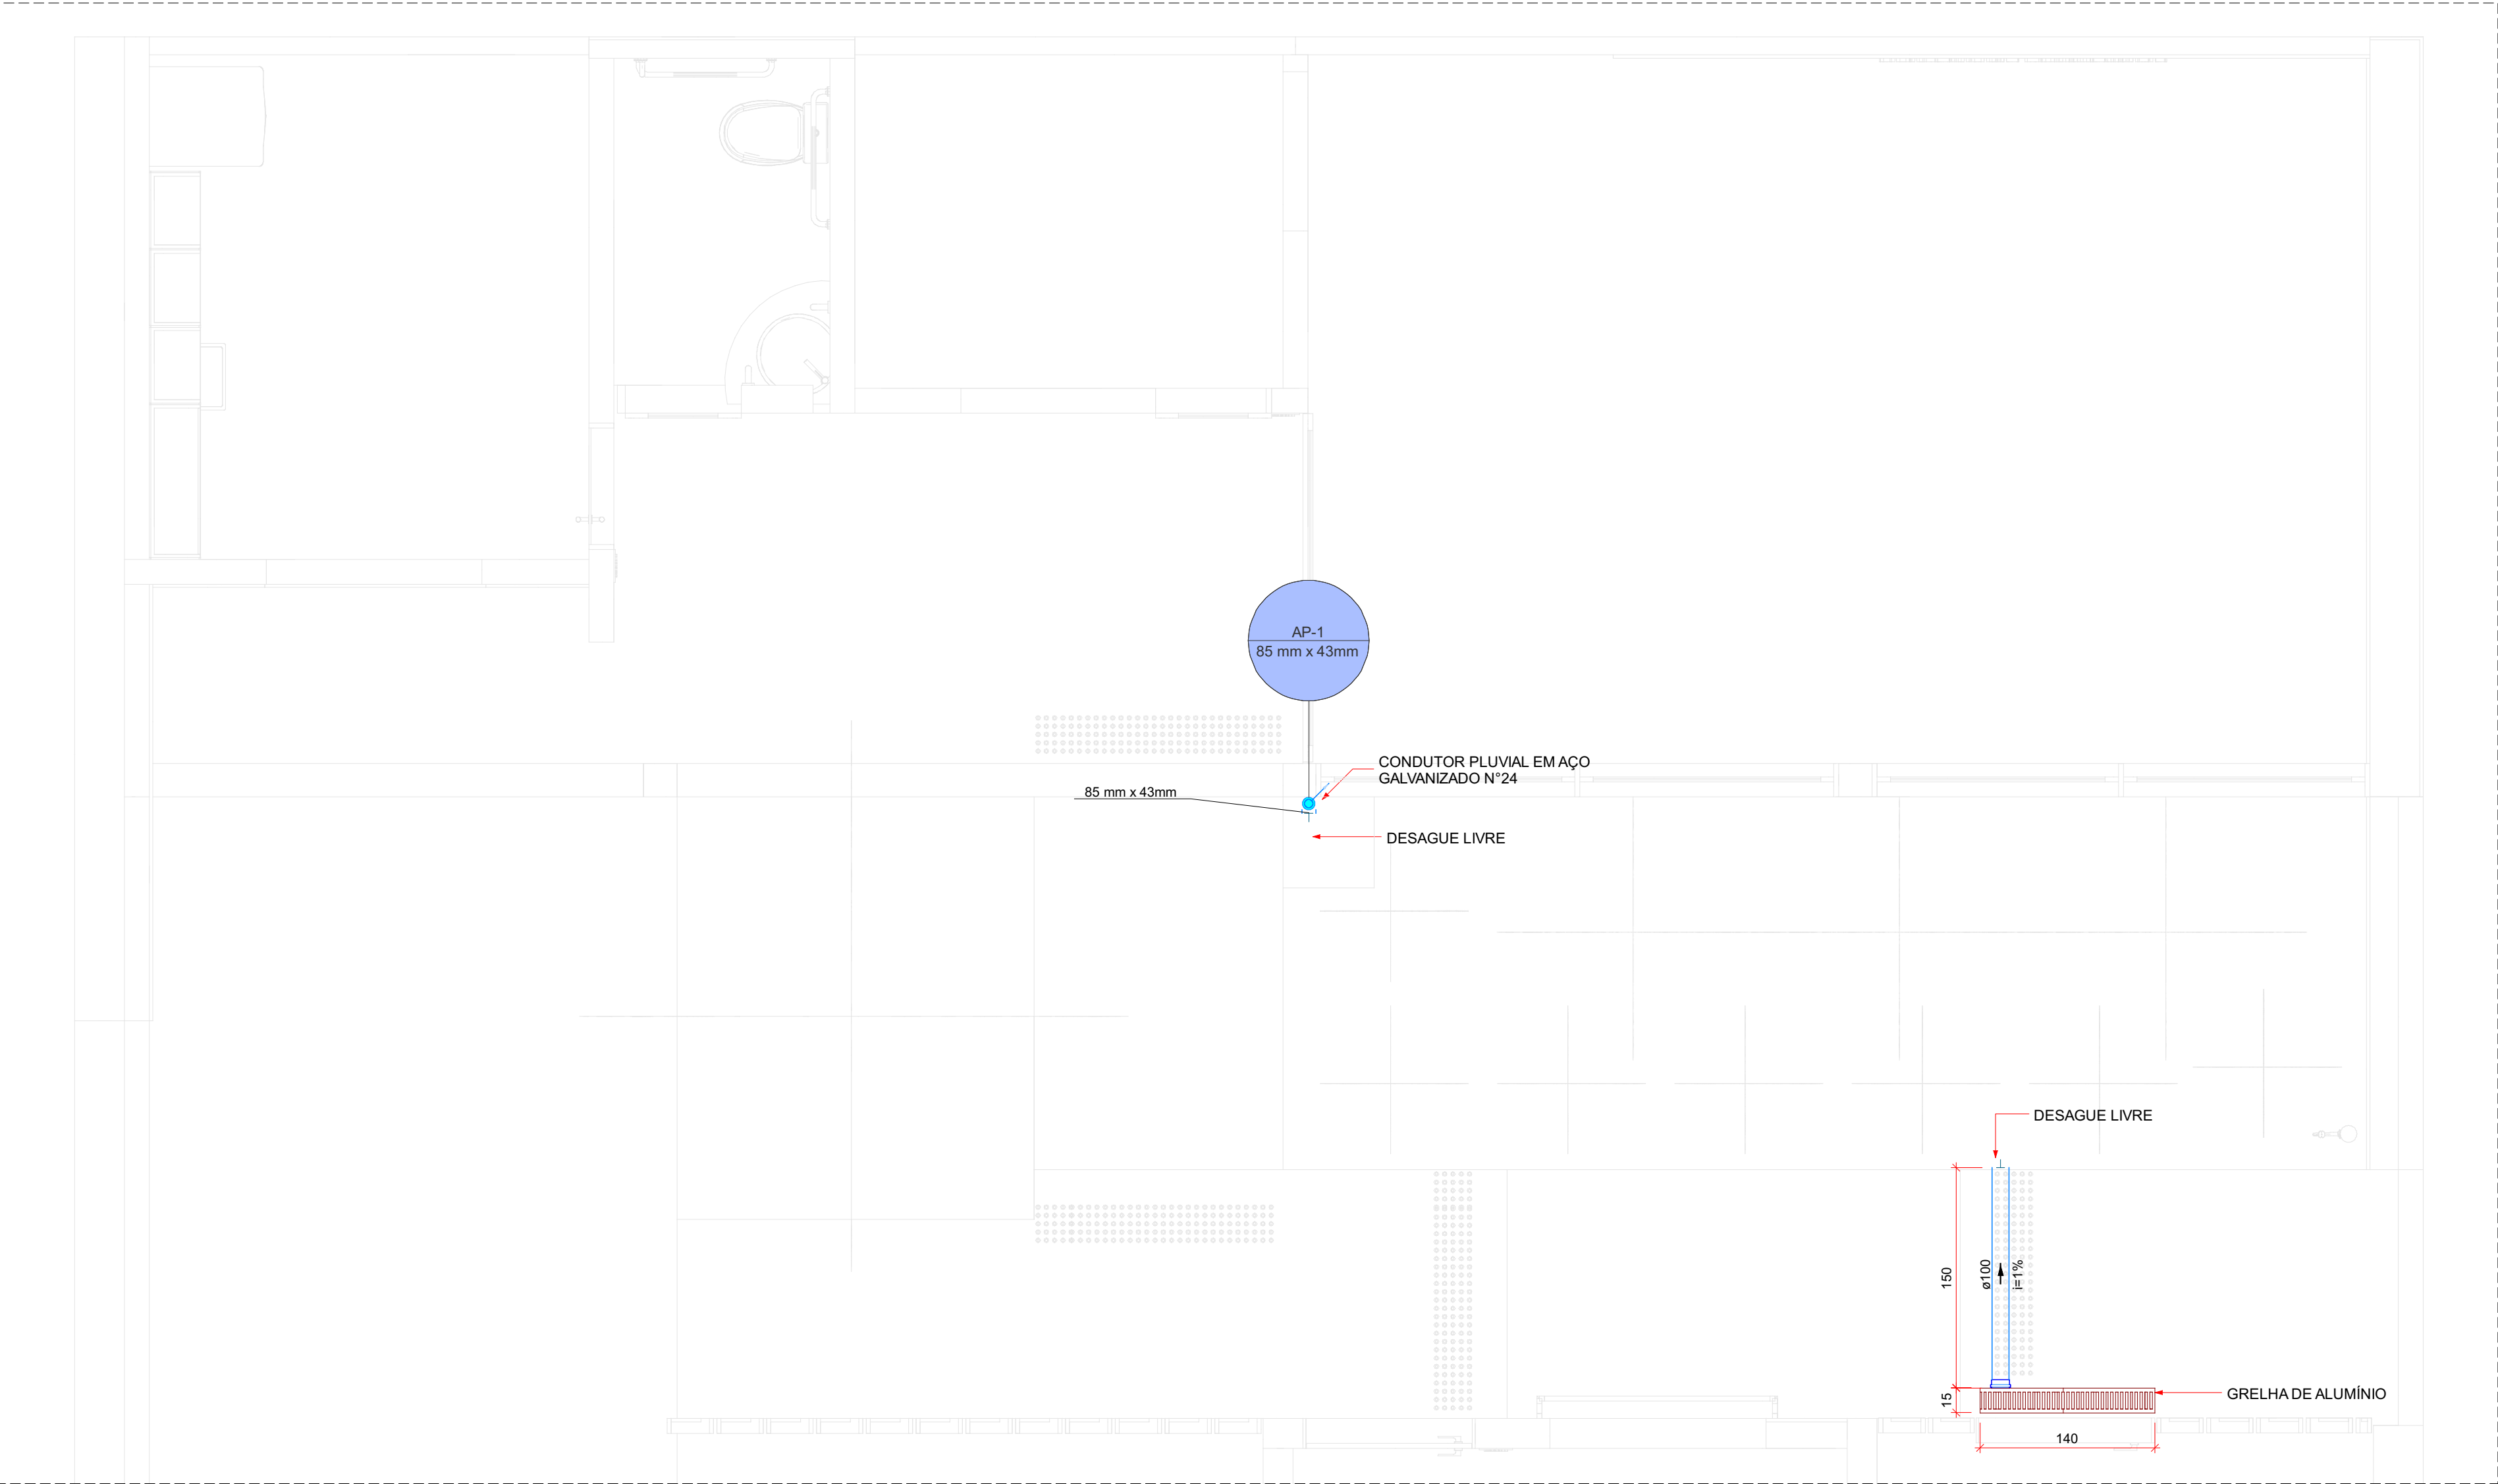 AP-1
85 mm x 43mm
CONDUTOR PLUVIAL EM AÇO
GALVANIZADO N°24
85 mm x 43mm
DESAGUE LIVRE
DESAGUE LIVRE
150
ø100
i=1%
15
GRELHA DE ALUMÍNIO
140